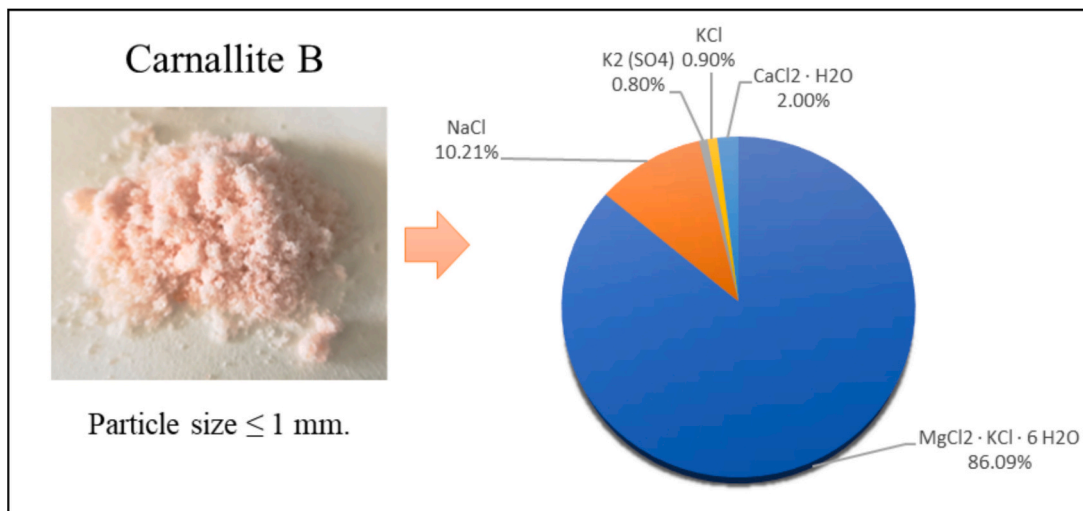 Carnallite B
Particle size ≤ 1 mm.
NaCl
10.21%
K2 (SO4)
0.80%
KCl
0.90%
CaCl2 · H2O
2.00%
MgCl2 · KCl · 6 H2O
86.09%